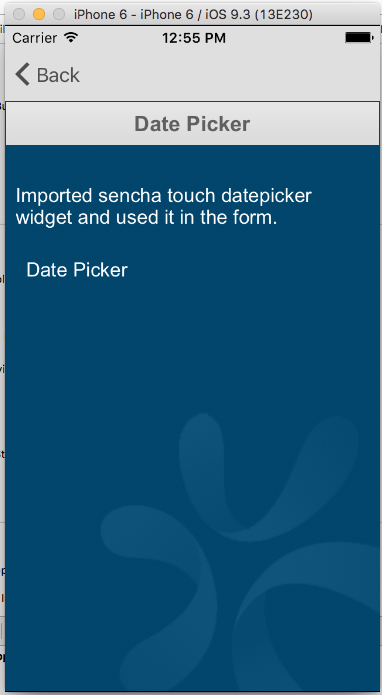 iPhone 6 - iPhone 6 / iOS 9.3 (13E230)
Carrier 12:55 PM
Back
Date Picker
Imported sencha touch datepicker
widget and used it in the form.
Date Picker